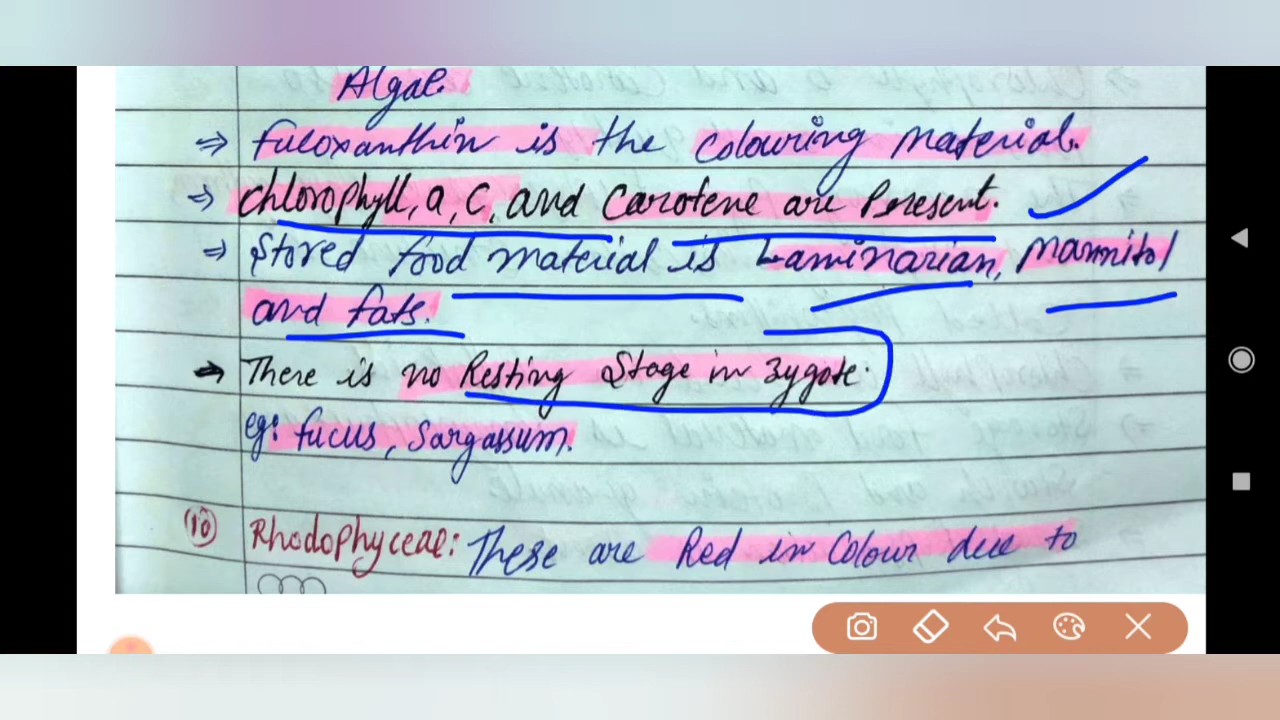 Algae.
⇒ fucoxanthin is the colouring material.
⇒ chlorophyll, a, c, and Carotene are Present.
⇒ Stored food material is Laminarian, mannitol
and fats.
→ There is no Resting Stage in zygote.
eg: fucus, Sargassum.
(10) Rhodophyceae: These are Red in Colour due to